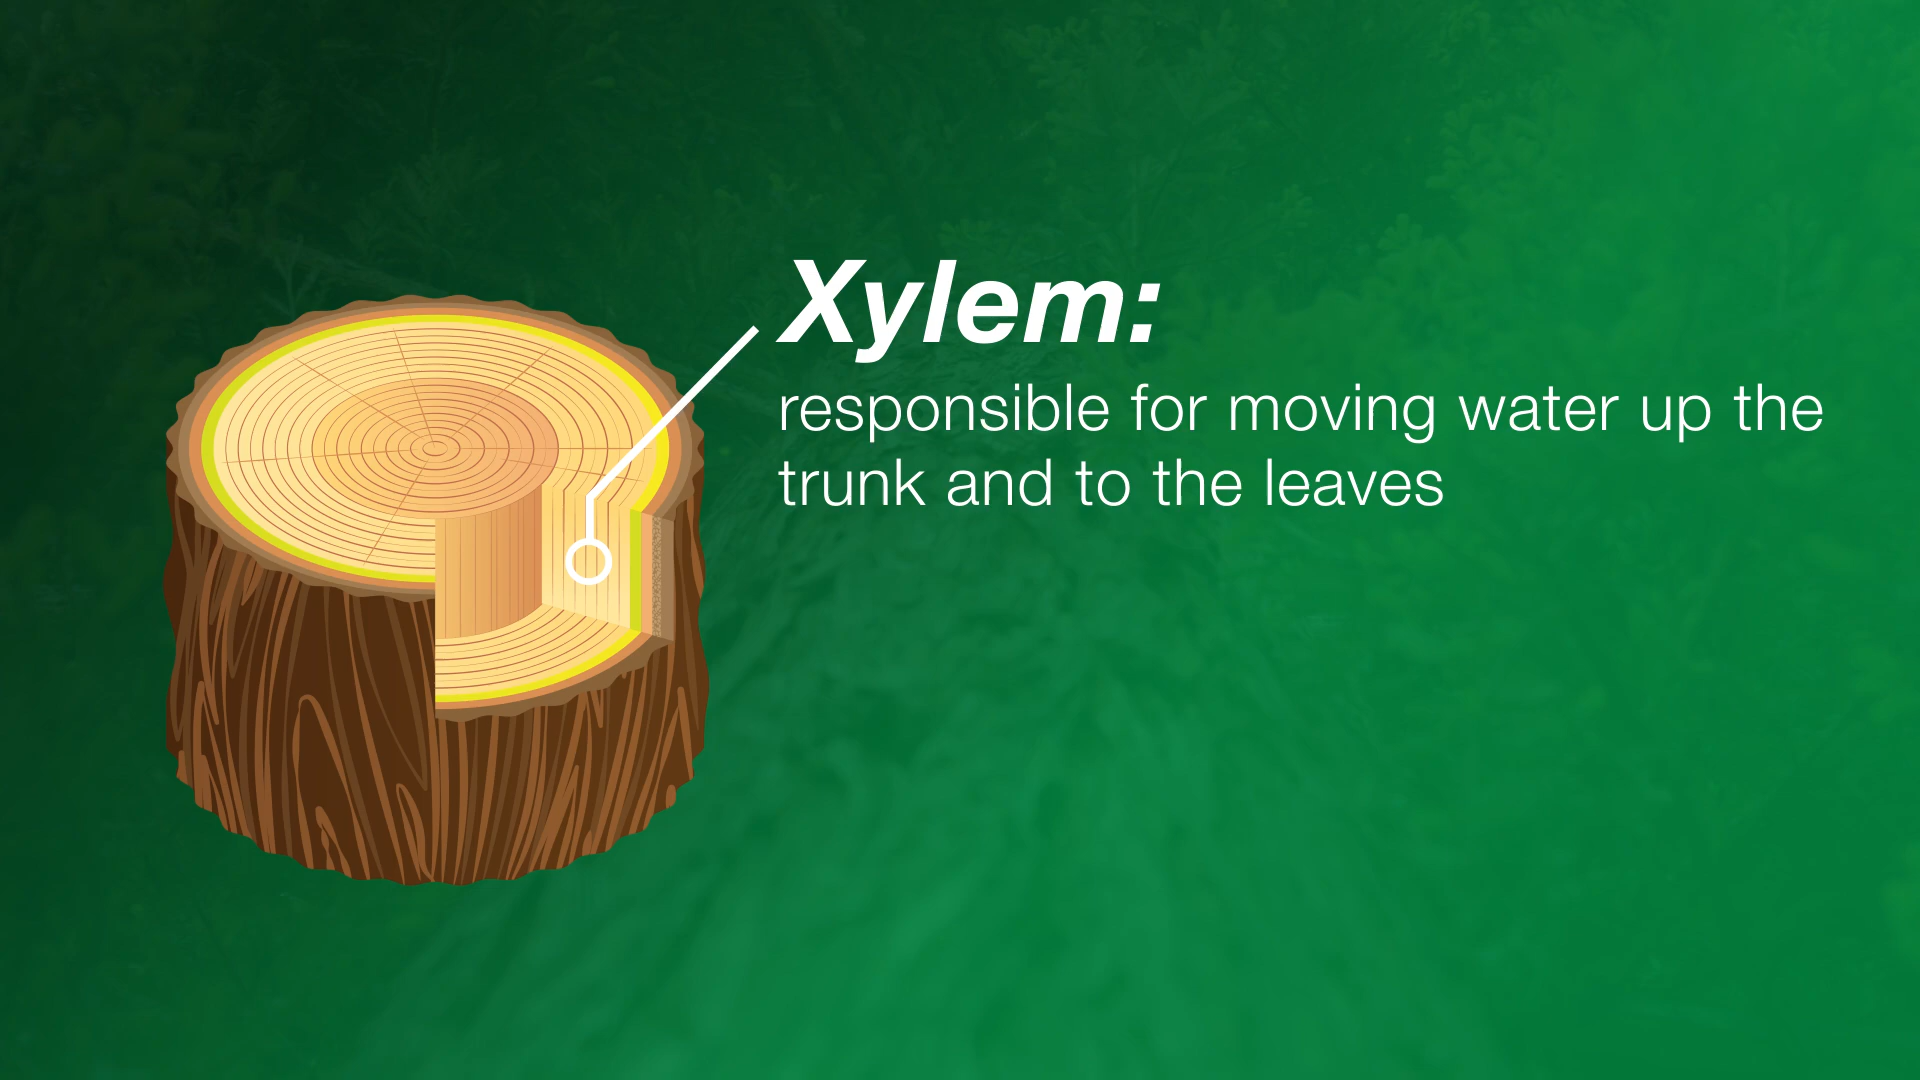 Xylem:
responsible for moving water up the
trunk and to the leaves